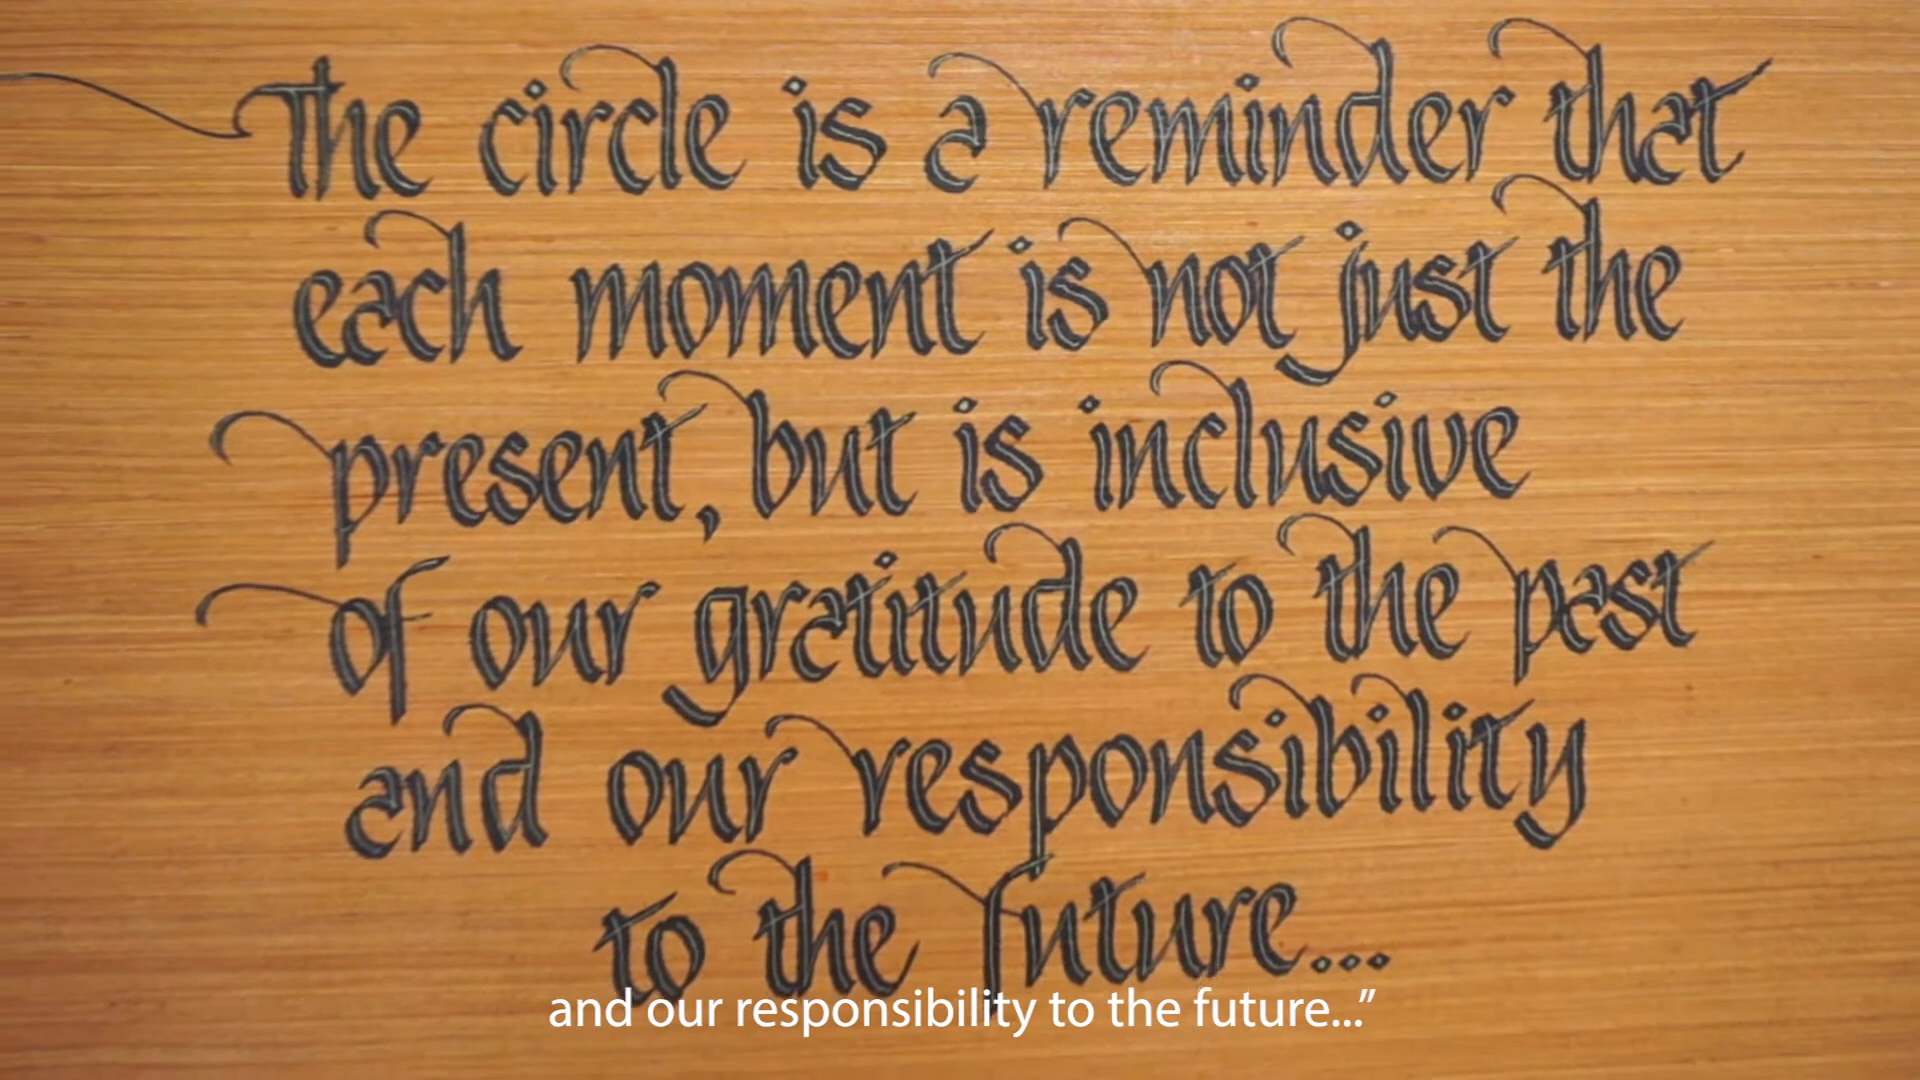 The circle is a reminder that
each moment is not just the
present, but is inclusive
of our gratitude to the past
and our responsibility
to the future...
and our responsibility to the future...”